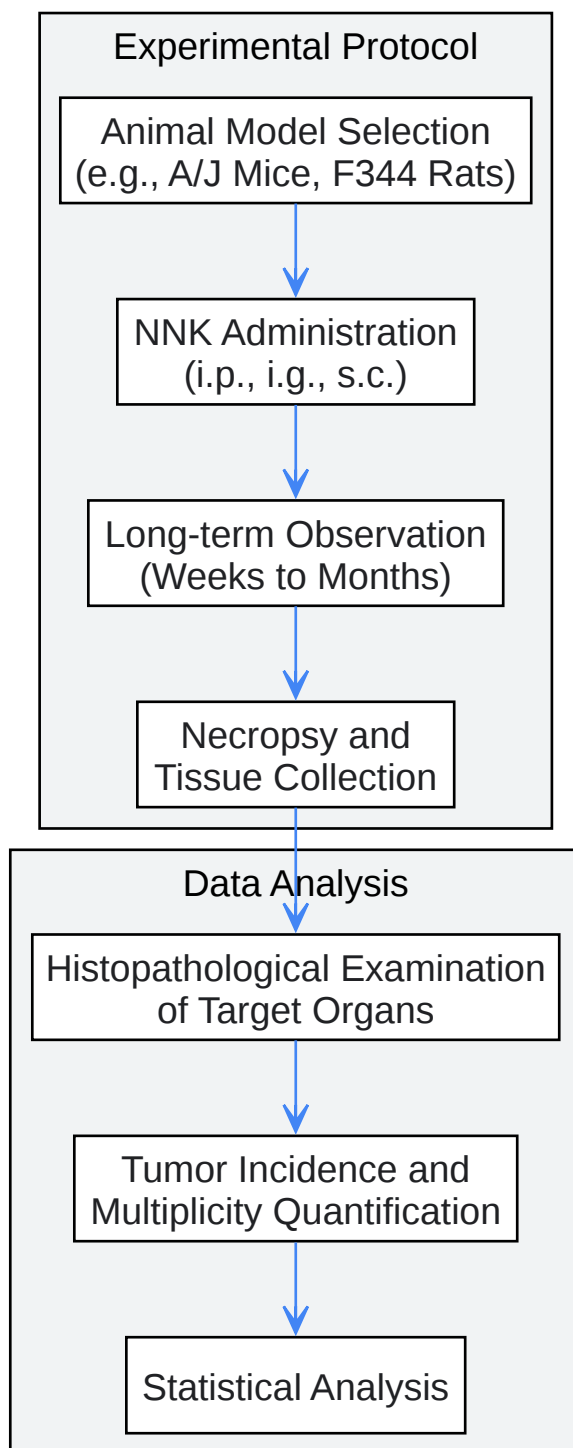 Experimental Protocol
Animal Model Selection
(e.g., A/J Mice, F344 Rats)
NNK Administration
(i.p., i.g., s.c.)
Long-term Observation
(Weeks to Months)
Necropsy and
Tissue Collection
Data Analysis
Histopathological Examination
of Target Organs
Tumor Incidence and
Multiplicity Quantification
Statistical Analysis